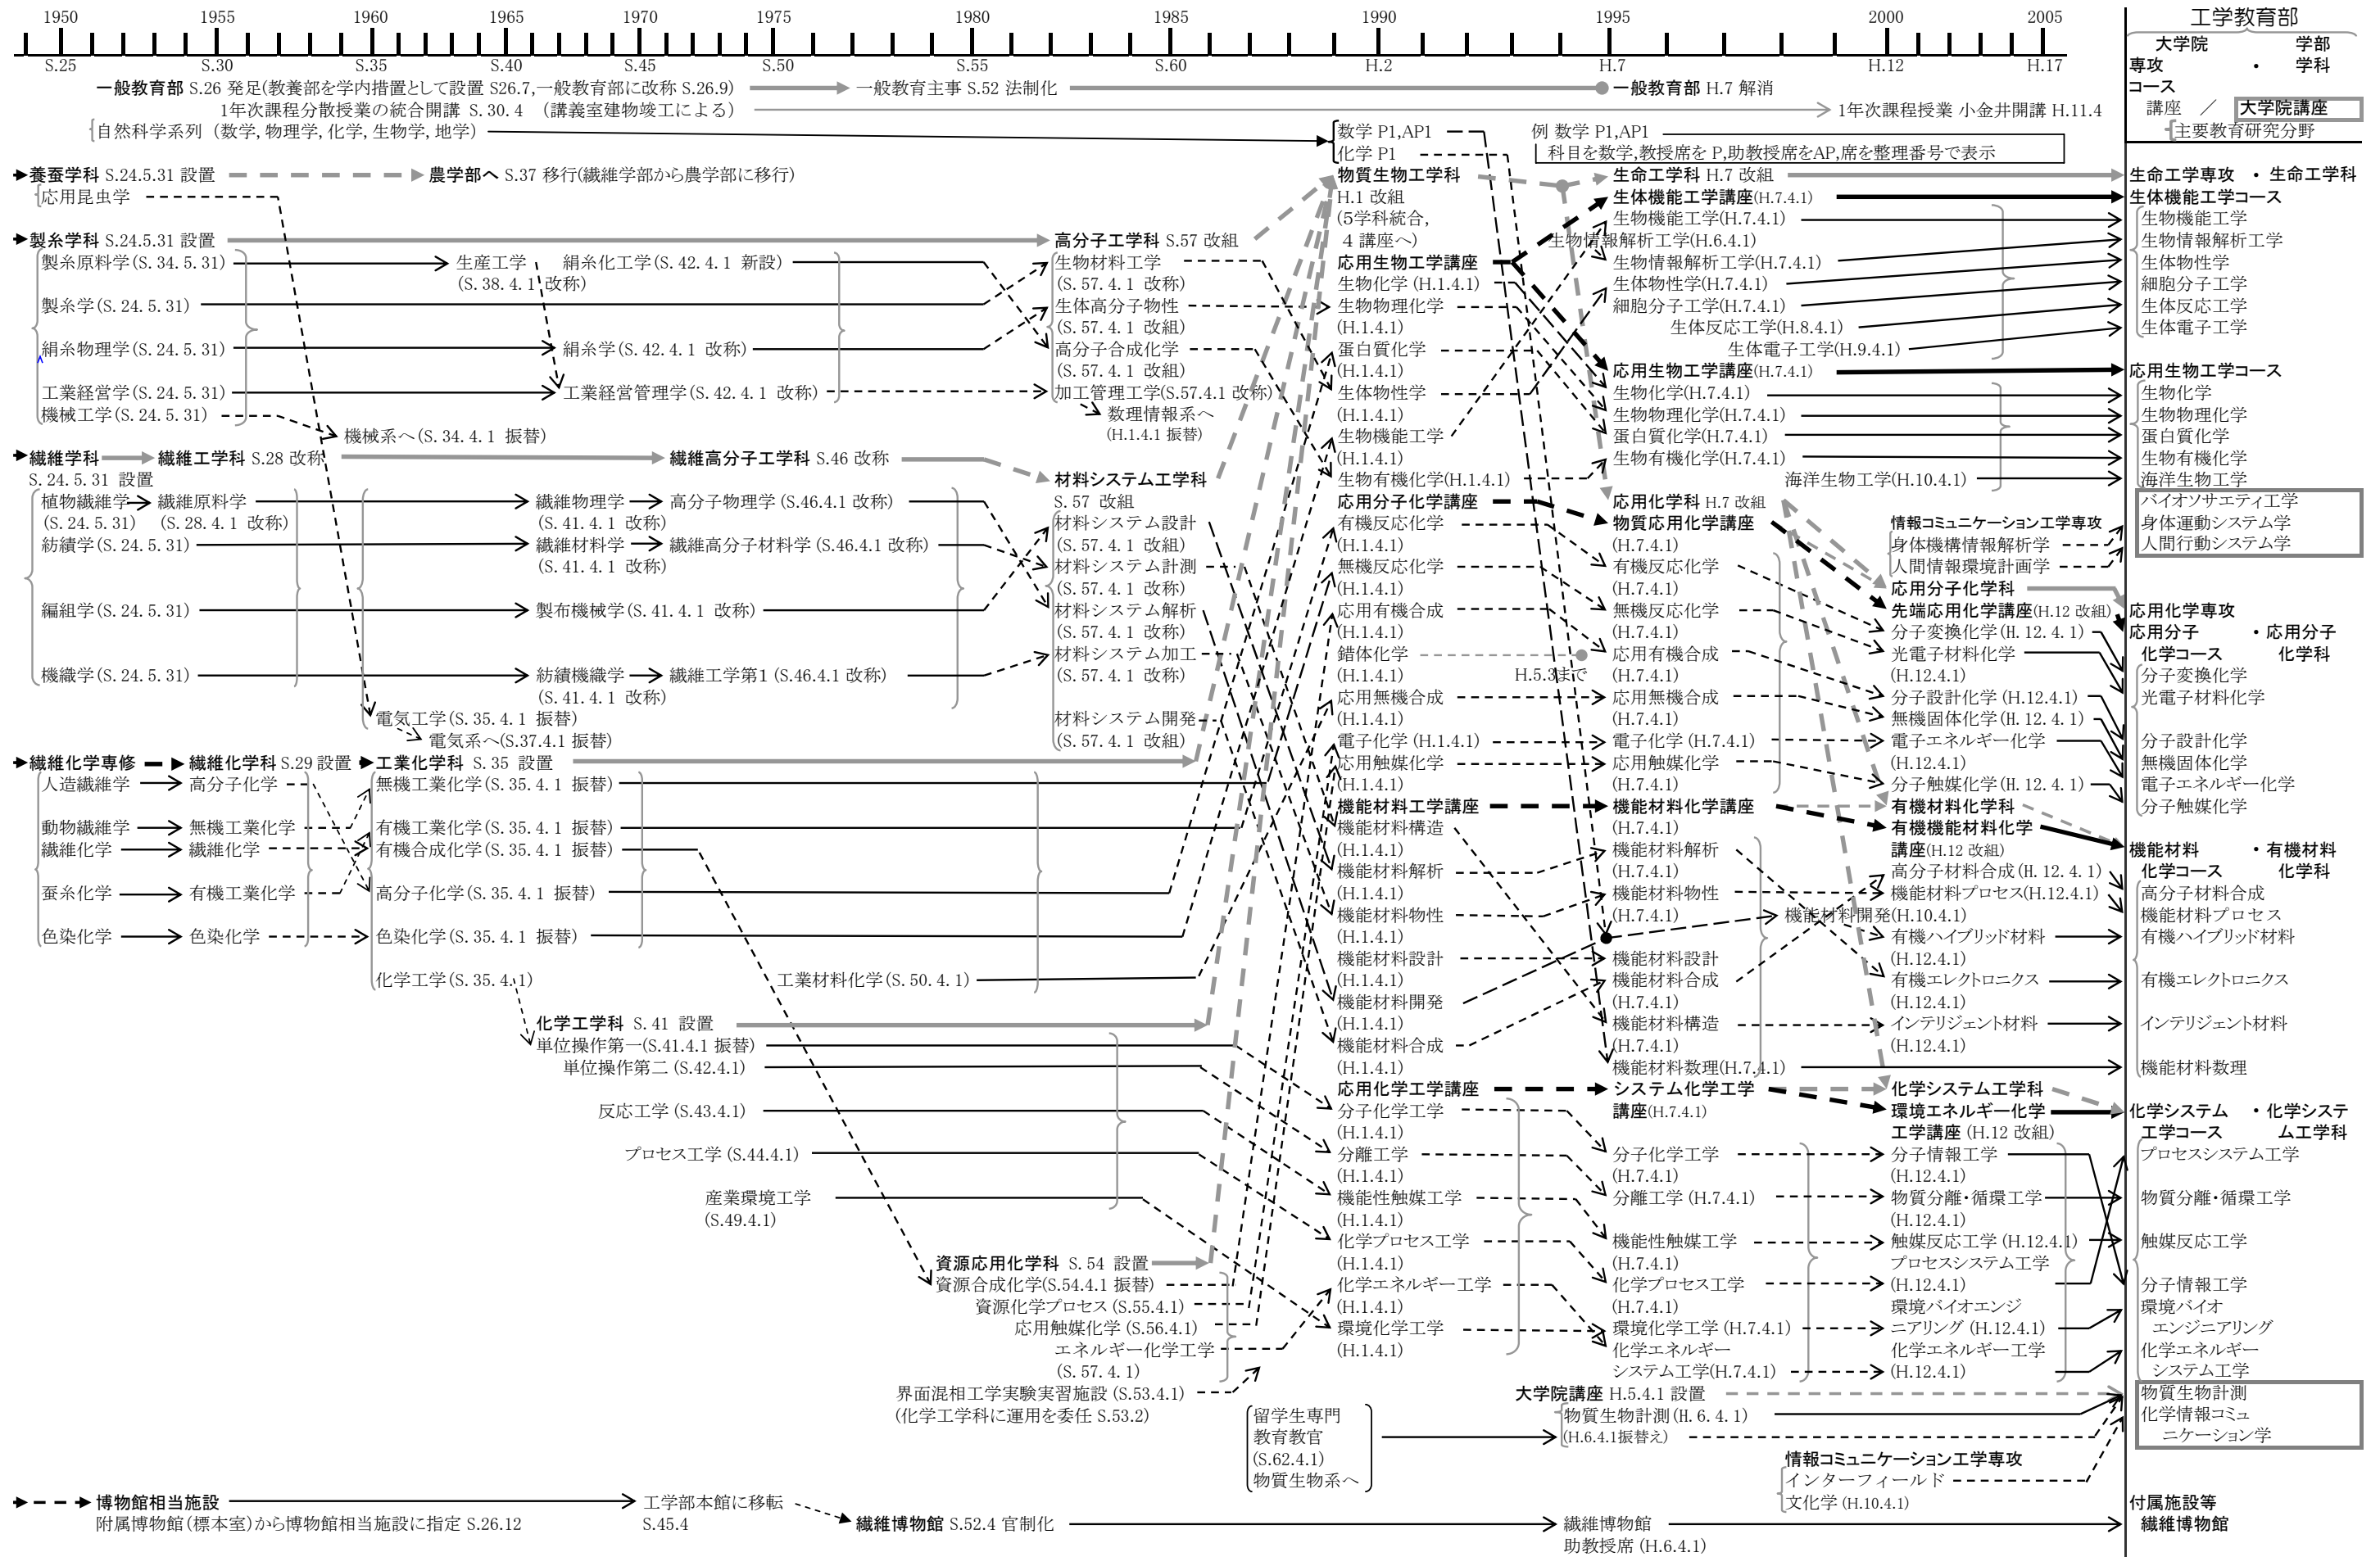 1950 1955 1960 1965 1970 1975 1980 1985 1990 1995 2000 2005
S.25 S.30 S.35 S.40 S.45 S.50 S.55 S.60 H.2 H.7 H.12 H.17
工学教育部
大学院 学部
専攻 ・ 学科
コース
講座 ／ 大学院講座
主要教育研究分野
一般教育部 S.26 発足(教養部を学内措置として設置 S26.7,一般教育部に改称 S.26.9)
一般教育主事 S.52 法制化
一般教育部 H.7 解消
1年次課程分散授業の統合開講 S.30.4 （講義室建物竣工による）
1年次課程授業 小金井開講 H.11.4
自然科学系列（数学, 物理学, 化学, 生物学, 地学）
数学 P1,AP1
化学 P1
例 数学 P1,AP1
科目を数学,教授席を P,助教授席をAP,席を整理番号で表示
養蚕学科 S.24.5.31 設置
農学部へ S.37 移行(繊維学部から農学部に移行)
応用昆虫学
製糸学科 S.24.5.31 設置
製糸原料学(S.34.5.31)
生産工学
(S.38.4.1 改称)
絹糸化工学(S.42.4.1 新設)
製糸学(S.24.5.31)
絹糸物理学(S.24.5.31)
絹糸学(S.42.4.1 改称)
工業経営学(S.24.5.31)
工業経営管理学(S.42.4.1 改称)
機械工学(S.24.5.31)
機械系へ(S.34.4.1 振替)
高分子工学科 S.57 改組
生物材料工学
(S.57.4.1 改称)
生体高分子物性
(S.57.4.1 改組)
高分子合成化学
(S.57.4.1 改組)
加工管理工学(S.57.4.1 改称)
数理情報系へ
(H.1.4.1 振替)
繊維学科
S.24.5.31 設置
繊維工学科 S.28 改称
繊維高分子工学科 S.46 改称
植物繊維学
(S.24.5.31)
繊維原料学
(S.28.4.1 改称)
繊維物理学
(S.41.4.1 改称)
高分子物理学 (S.46.4.1 改称)
紡績学(S.24.5.31)
繊維材料学
(S.41.4.1 改称)
繊維高分子材料学 (S.46.4.1 改称)
編組学(S.24.5.31)
製布機械学(S.41.4.1 改称)
機織学(S.24.5.31)
紡績機織学
(S.41.4.1 改称)
繊維工学第1 (S.46.4.1 改称)
電気工学(S.35.4.1 振替)
電気系へ(S.37.4.1 振替)
材料システム工学科
S.57 改組
材料システム設計
(S.57.4.1 改組)
材料システム計測
(S.57.4.1 改称)
材料システム解析
(S.57.4.1 改称)
材料システム加工
(S.57.4.1 改称)
材料システム開発
(S.57.4.1 改組)
繊維化学専修
繊維化学科 S.29 設置
工業化学科 S.35 設置
人造繊維学
高分子化学
無機工業化学(S.35.4.1 振替)
動物繊維学
無機工業化学
有機工業化学(S.35.4.1 振替)
繊維化学
繊維化学
有機合成化学(S.35.4.1 振替)
蚕糸化学
有機工業化学
高分子化学(S.35.4.1 振替)
色染化学
色染化学
色染化学(S.35.4.1 振替)
化学工学(S.35.4.1)
工業材料化学(S.50.4.1)
化学工学科 S.41 設置
単位操作第一(S.41.4.1 振替)
単位操作第二 (S.42.4.1)
反応工学 (S.43.4.1)
プロセス工学 (S.44.4.1)
産業環境工学
(S.49.4.1)
資源応用化学科 S.54 設置
資源合成化学(S.54.4.1 振替)
資源化学プロセス (S.55.4.1)
応用触媒化学 (S.56.4.1)
エネルギー化学工学
(S.57.4.1)
界面混相工学実験実習施設 (S.53.4.1)
(化学工学科に運用を委任 S.53.2)
留学生専門
教育教官
(S.62.4.1)
物質生物系へ
物質生物工学科
H.1 改組
(5学科統合,
４講座へ)
応用生物工学講座
生物化学 (H.1.4.1)
生物物理化学
(H.1.4.1)
蛋白質化学
(H.1.4.1)
生体物性学
(H.1.4.1)
生物機能工学
(H.1.4.1)
生物有機化学(H.1.4.1)
応用分子化学講座
有機反応化学
(H.1.4.1)
無機反応化学
(H.1.4.1)
応用有機合成
(H.1.4.1)
錯体化学
(H.1.4.1)
H.5.3まで
応用無機合成
(H.1.4.1)
電子化学 (H.1.4.1)
応用触媒化学
(H.1.4.1)
機能材料工学講座
機能材料構造
(H.1.4.1)
機能材料解析
(H.1.4.1)
機能材料物性
(H.1.4.1)
機能材料設計
(H.1.4.1)
機能材料開発
(H.1.4.1)
機能材料合成
(H.1.4.1)
応用化学工学講座
分子化学工学
(H.1.4.1)
分離工学
(H.1.4.1)
機能性触媒工学
(H.1.4.1)
化学プロセス工学
(H.1.4.1)
化学エネルギー工学
(H.1.4.1)
環境化学工学
(H.1.4.1)
生命工学科 H.7 改組
生体機能工学講座(H.7.4.1)
生物機能工学(H.7.4.1)
生物情報解析工学(H.6.4.1)
生物情報解析工学(H.7.4.1)
生体物性学(H.7.4.1)
細胞分子工学(H.7.4.1)
生体反応工学(H.8.4.1)
生体電子工学(H.9.4.1)
応用生物工学講座(H.7.4.1)
生物化学(H.7.4.1)
生物物理化学(H.7.4.1)
蛋白質化学(H.7.4.1)
生物有機化学(H.7.4.1)
海洋生物工学(H.10.4.1)
応用化学科 H.7 改組
物質応用化学講座
(H.7.4.1)
有機反応化学
(H.7.4.1)
無機反応化学
(H.7.4.1)
応用有機合成
(H.7.4.1)
応用無機合成
(H.7.4.1)
電子化学 (H.7.4.1)
応用触媒化学
(H.7.4.1)
機能材料化学講座
(H.7.4.1)
機能材料解析
(H.7.4.1)
機能材料物性
(H.7.4.1)
機能材料開発(H.10.4.1)
機能材料設計
機能材料合成
(H.7.4.1)
機能材料構造
(H.7.4.1)
機能材料数理(H.7.4.1)
システム化学工学
講座(H.7.4.1)
分子化学工学
(H.7.4.1)
分離工学 (H.7.4.1)
機能性触媒工学
(H.7.4.1)
化学プロセス工学
(H.7.4.1)
環境化学工学 (H.7.4.1)
化学エネルギー
システム工学(H.7.4.1)
大学院講座 H.5.4.1 設置
物質生物計測(H.6.4.1)
(H.6.4.1振替え)
情報コミュニケーション工学専攻
インターフィールド
文化学 (H.10.4.1)
情報コミュニケーション工学専攻
身体機構情報解析学
人間情報環境計画学
応用分子化学科
先端応用化学講座(H.12 改組)
分子変換化学(H.12.4.1)
光電子材料化学
(H.12.4.1)
分子設計化学 (H.12.4.1)
無機固体化学(H.12.4.1)
電子エネルギー化学
(H.12.4.1)
分子触媒化学(H.12.4.1)
有機材料化学科
有機機能材料化学
講座(H.12 改組)
高分子材料合成(H.12.4.1)
機能材料プロセス(H.12.4.1)
有機ハイブリッド材料
(H.12.4.1)
有機エレクトロニクス
(H.12.4.1)
インテリジェント材料
(H.12.4.1)
化学システム工学科
環境エネルギー化学
工学講座 (H.12 改組)
分子情報工学
(H.12.4.1)
物質分離・循環工学
(H.12.4.1)
触媒反応工学 (H.12.4.1)
プロセスシステム工学
(H.12.4.1)
環境バイオエンジ
ニアリング (H.12.4.1)
化学エネルギー工学
(H.12.4.1)
生命工学専攻 ・ 生命工学科
生体機能工学コース
生物機能工学
生物情報解析工学
生体物性学
細胞分子工学
生体反応工学
生体電子工学
応用生物工学コース
生物化学
生物物理化学
蛋白質化学
生物有機化学
海洋生物工学
バイオソサエティ工学
身体運動システム学
人間行動システム学
応用化学専攻
応用分子 ・ 応用分子
化学コース 化学科
分子変換化学
光電子材料化学
分子設計化学
無機固体化学
電子エネルギー化学
分子触媒化学
機能材料 ・ 有機材料
化学コース 化学科
高分子材料合成
機能材料プロセス
有機ハイブリッド材料
有機エレクトロニクス
インテリジェント材料
機能材料数理
化学システム ・ 化学システ
工学コース ム工学科
プロセスシステム工学
物質分離・循環工学
触媒反応工学
分子情報工学
環境バイオ
エンジニアリング
化学エネルギー
システム工学
物質生物計測
化学情報コミュ
ニケーション学
付属施設等
繊維博物館
博物館相当施設
附属博物館（標本室）から博物館相当施設に指定 S.26.12
工学部本館に移転
S.45.4
繊維博物館 S.52.4 官制化
繊維博物館
助教授席 (H.6.4.1)